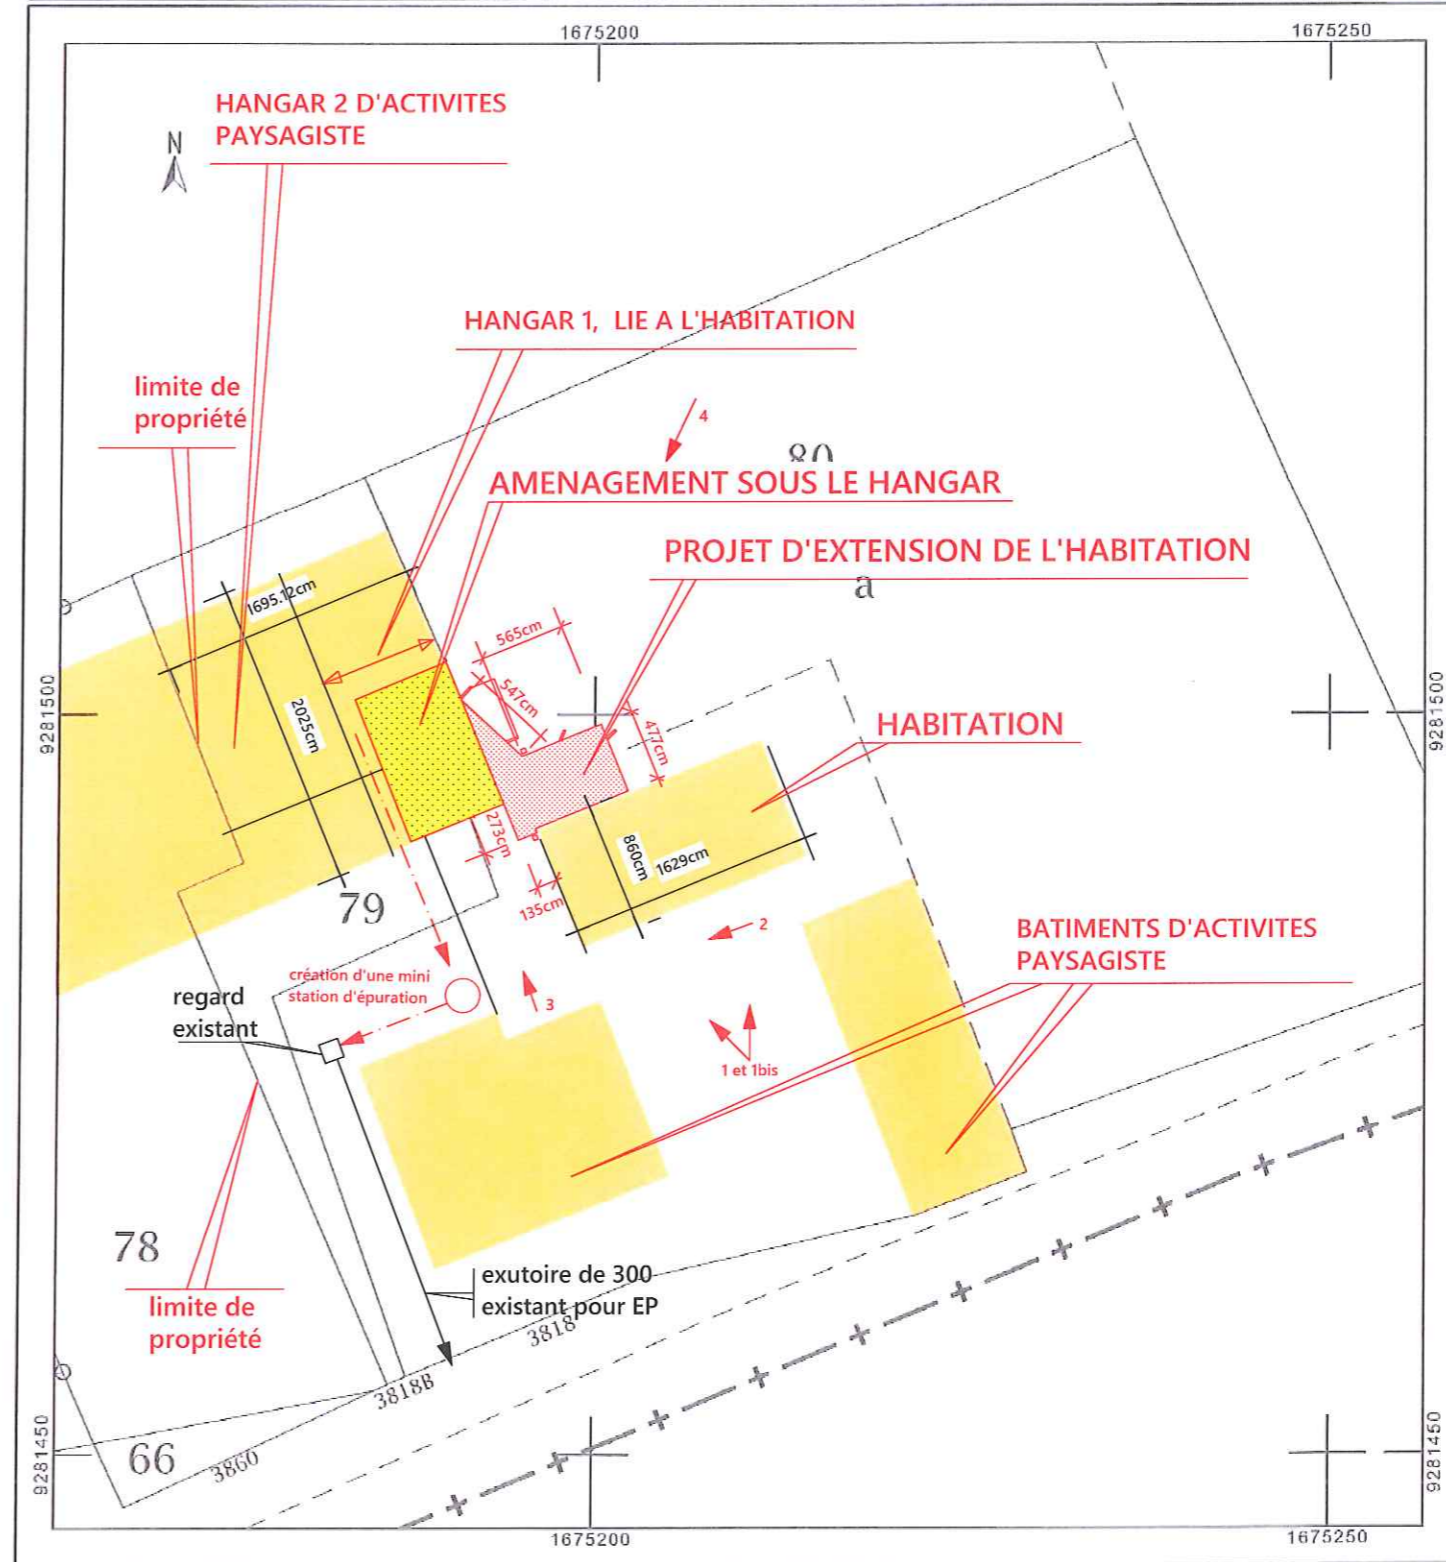 1675200
1675250
HANGAR 2 D'ACTIVITES
PAYSAGISTE
N
HANGAR 1, LIE A L'HABITATION
limite de
propriété
4
80
AMENAGEMENT SOUS LE HANGAR
PROJET D'EXTENSION DE L'HABITATION
a
1695.12cm
565cm
547cm
2025cm
477cm
9281500
9281500
HABITATION
273cm
860cm
1629cm
135cm
79
2
BATIMENTS D'ACTIVITES
PAYSAGISTE
création d'une mini
station d'épuration
3
regard
existant
1 et 1bis
78
exutoire de 300
existant pour EP
limite de
propriété
3818
3818B
66
3860
9281450
9281450
1675200
1675250